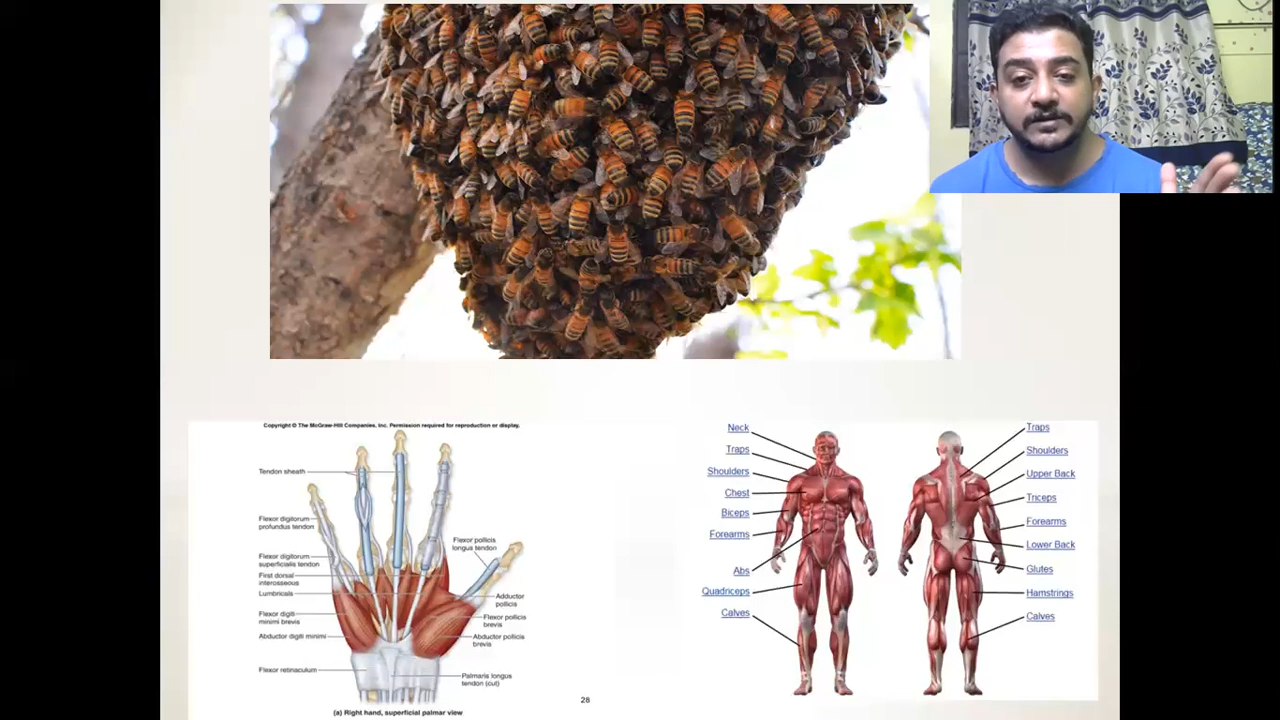 Copyright © The McGraw-Hill Companies, Inc. Permission required for reproduction or display.
Tendon sheath
Flexor digitorum
profundus tendon
Flexor digitorum
superficialis tendon
First dorsal
interosseous
Lumbricals
Flexor digiti
minimi brevis
Abductor digiti minimi
Flexor retinaculum
Flexor pollicis
longus tendon
Adductor
pollicis
Flexor pollicis
brevis
Abductor pollicis
brevis
Palmaris longus
tendon (cut)
(a) Right hand, superficial palmar view
28
Neck
Traps
Shoulders
Chest
Biceps
Forearms
Abs
Quadriceps
Calves
Traps
Shoulders
Upper Back
Triceps
Forearms
Lower Back
Glutes
Hamstrings
Calves